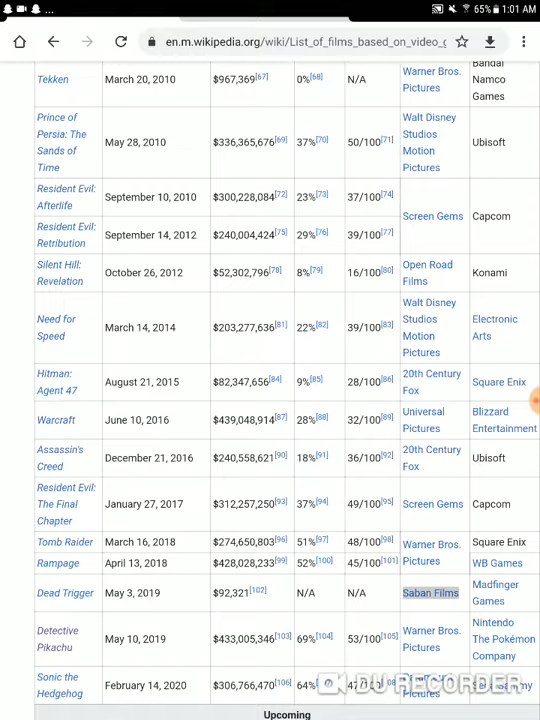 ... 65% 1:01 AM
en.m.wikipedia.org/wiki/List_of_films_based_on_video_g
Tekken March 20, 2010 $967,369[67] 0%[68] N/A Warner Bros. Pictures Bandai Namco Games
Prince of Persia: The Sands of Time May 28, 2010 $336,365,676[69] 37%[70] 50/100[71] Walt Disney Studios Motion Pictures Ubisoft
Resident Evil: Afterlife September 10, 2010 $300,228,084[72] 23%[73] 37/100[74] Screen Gems Capcom
Resident Evil: Retribution September 14, 2012 $240,004,424[75] 29%[76] 39/100[77]
Silent Hill: Revelation October 26, 2012 $52,302,796[78] 8%[79] 16/100[80] Open Road Films Konami
Need for Speed March 14, 2014 $203,277,636[81] 22%[82] 39/100[83] Walt Disney Studios Motion Pictures Electronic Arts
Hitman: Agent 47 August 21, 2015 $82,347,656[84] 9%[85] 28/100[86] 20th Century Fox Square Enix
Warcraft June 10, 2016 $439,048,914[87] 28%[88] 32/100[89] Universal Pictures Blizzard Entertainment
Assassin's Creed December 21, 2016 $240,558,621[90] 18%[91] 36/100[92] 20th Century Fox Ubisoft
Resident Evil: The Final Chapter January 27, 2017 $312,257,250[93] 37%[94] 49/100[95] Screen Gems Capcom
Tomb Raider March 16, 2018 $274,650,803[96] 51%[97] 48/100[98] Warner Bros. Pictures Square Enix
Rampage April 13, 2018 $428,028,233[99] 52%[100] 45/100[101] WB Games
Dead Trigger May 3, 2019 $92,321[102] N/A N/A Saban Films Madfinger Games
Detective Pikachu May 10, 2019 $433,005,346[103] 69%[104] 53/100[105] Warner Bros. Pictures Nintendo The Pokémon Company
Sonic the Hedgehog February 14, 2020 $306,766,470[106] 64% 47/100
DU RECORDER
Upcoming